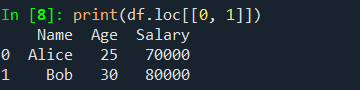 In [8]: print(df.loc[[0, 1]])
    Name  Age  Salary
0  Alice   25   70000
1    Bob   30   80000